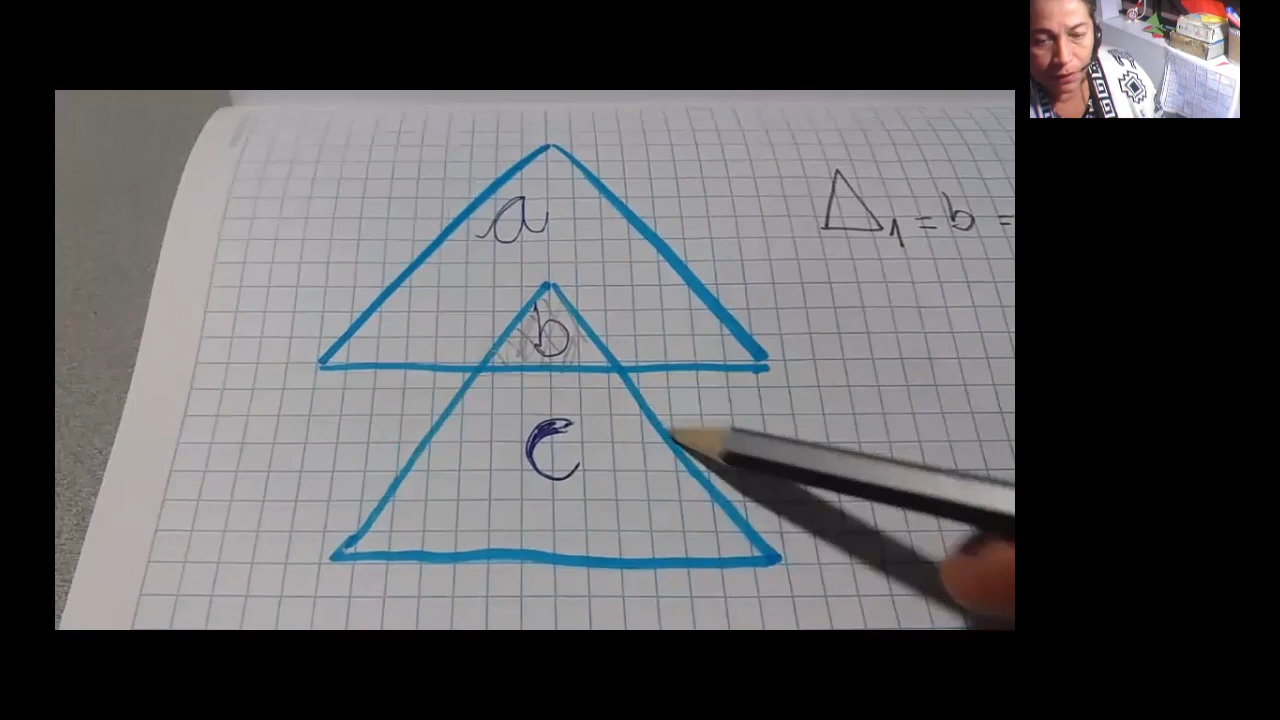 a
△₁ = b =
b
c